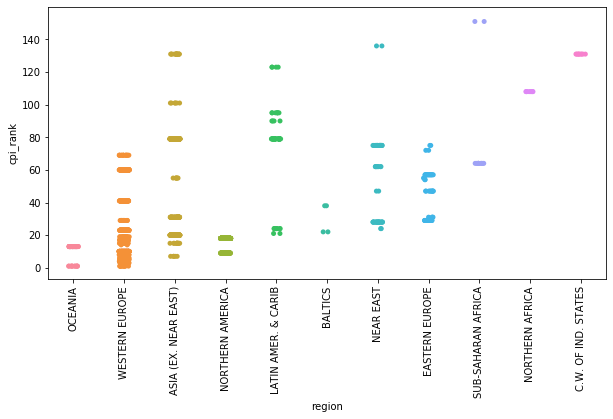 140
120
100
80
60
40
20
0
cpi_rank
OCEANIA
WESTERN EUROPE
ASIA (EX. NEAR EAST)
NORTHERN AMERICA
LATIN AMER. & CARIB
BALTICS
NEAR EAST
EASTERN EUROPE
SUB-SAHARAN AFRICA
NORTHERN AFRICA
C.W. OF IND. STATES
region